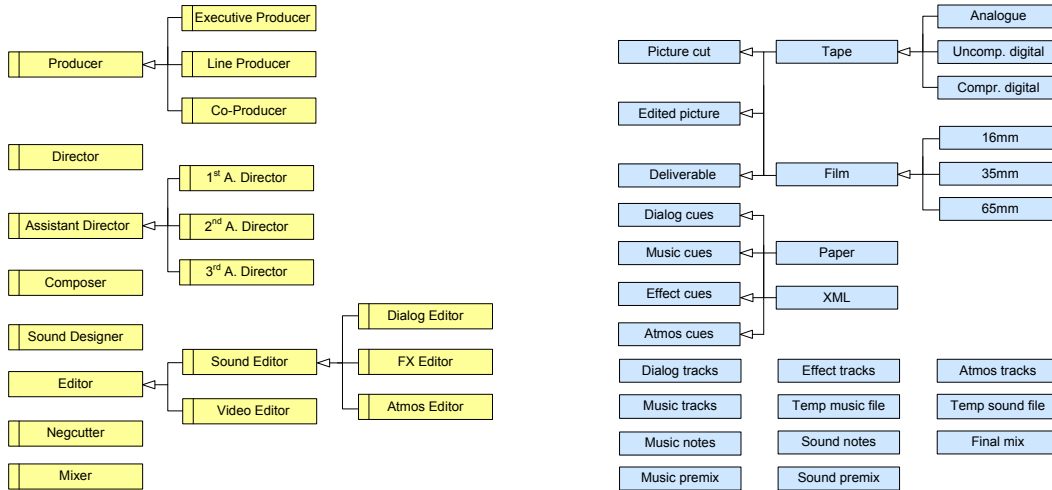 Executive Producer
Producer
Line Producer
Co-Producer
Director
1st A. Director
Assistant Director
2nd A. Director
3rd A. Director
Composer
Sound Designer
Dialog Editor
Sound Editor
FX Editor
Editor
Video Editor
Atmos Editor
Negcutter
Mixer
Analogue
Picture cut
Tape
Uncomp. digital
Compr. digital
Edited picture
16mm
Deliverable
Film
35mm
65mm
Dialog cues
Music cues
Paper
Effect cues
XML
Atmos cues
Dialog tracks
Effect tracks
Atmos tracks
Music tracks
Temp music file
Temp sound file
Music notes
Sound notes
Final mix
Music premix
Sound premix